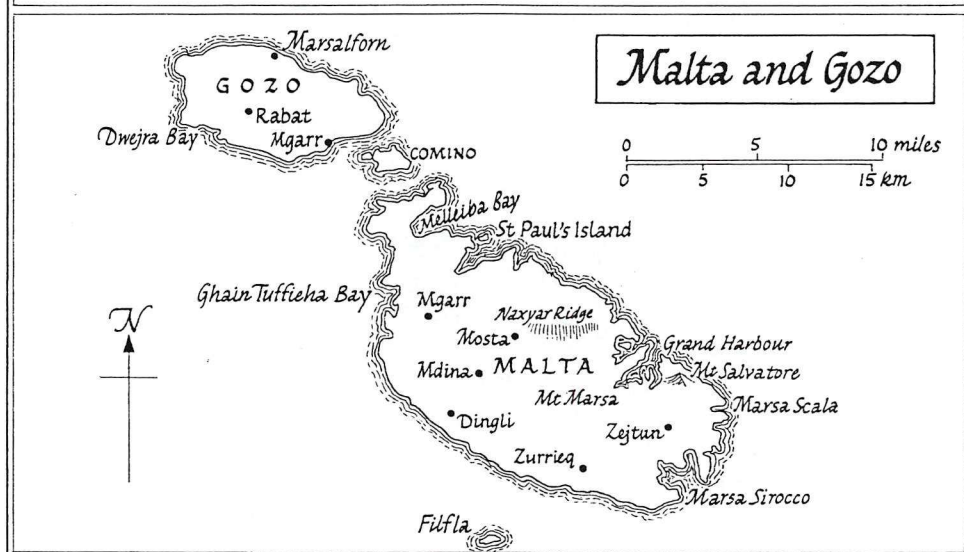 Malta and Gozo
0 5 10 miles
0 5 10 15 km
Marsalforn
GOZO
Rabat
Dwejra Bay
Mgarr
COMINO
Melleiba Bay
St Paul's Island
Ghain Tuffieha Bay
Mgarr
Naxyar Ridge
Mosta
Grand Harbour
MALTA
Mdina
Mt Salvatore
Mt Marsa
Marsa Scala
Dingli
Zejtun
Zurrieq
Marsa Sirocco
Filfla
N